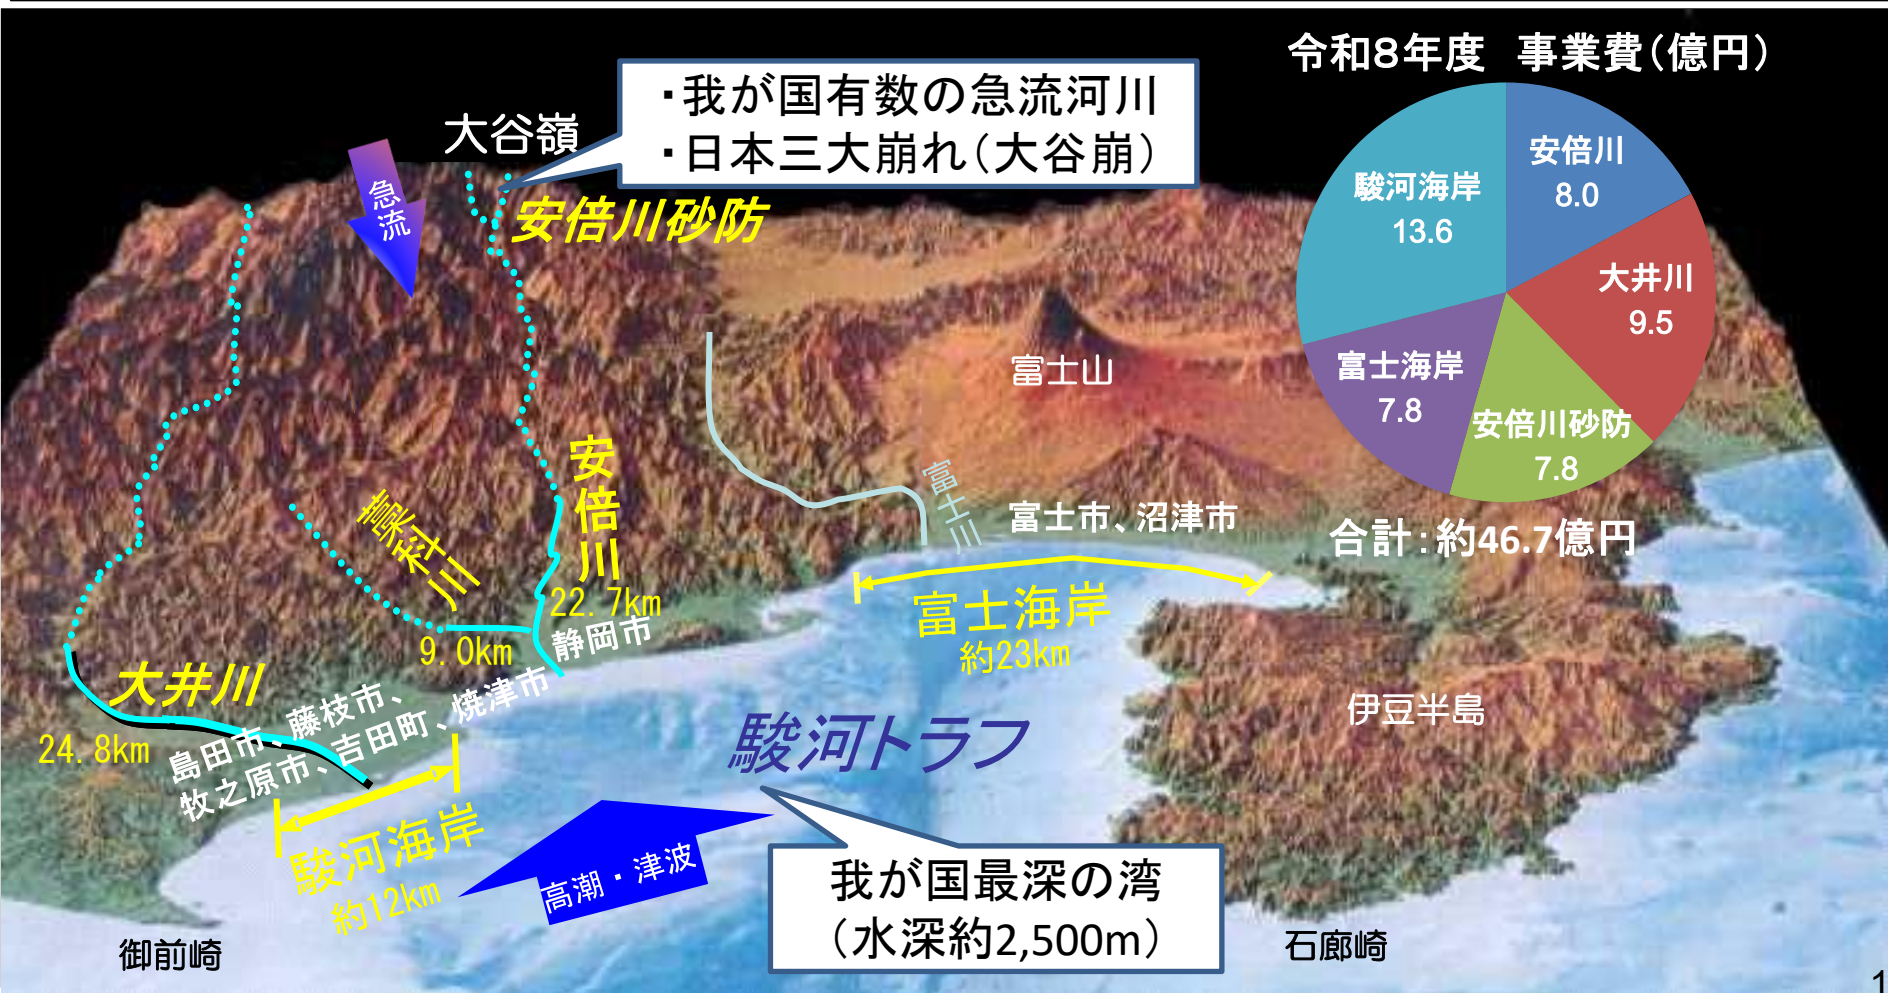 令和8年度　事業費（億円）
安倍川
8.0
大井川
9.5
安倍川砂防
7.8
富士海岸
7.8
駿河海岸
13.6
合計：約46.7億円
・我が国有数の急流河川
・日本三大崩れ（大谷崩）
大谷嶺
急流
安倍川砂防
富士山
安倍川
22.7km
藁科川
9.0km
静岡市
富士川
富士市、沼津市
富士海岸
約23km
大井川
24.8km
島田市、藤枝市、
牧之原市、吉田町、焼津市
駿河海岸
約12km
駿河トラフ
高潮・津波
我が国最深の湾
（水深約2,500m）
伊豆半島
御前崎
石廊崎
1